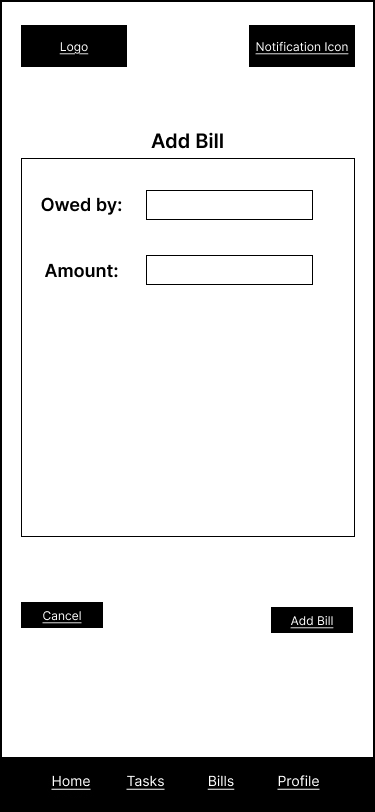 Logo
Notification Icon
Add Bill
Owed by:
Amount:
Cancel
Add Bill
Home Tasks Bills Profile